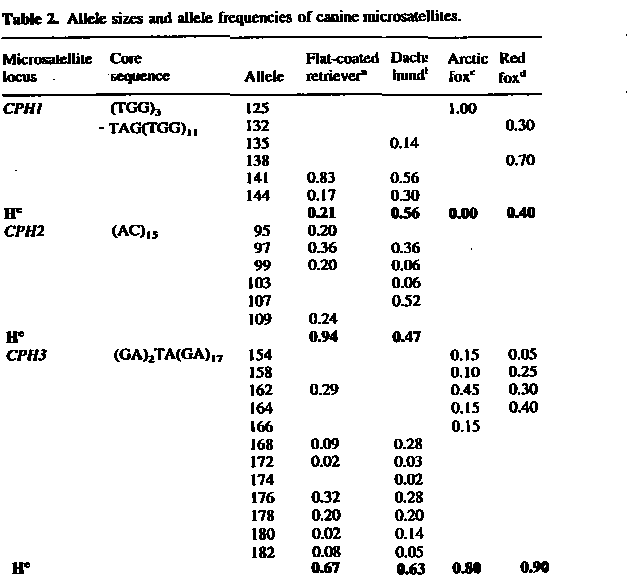 Table 2. Allele sizes and allele frequencies of canine microsatellites.
Microsatellite Core Flat-coated Dachs- Arctic Red
locus sequence Allele retriever^a hund^b fox^c fox^d
CPH1 (TGG)3 125 1.00
- TAG(TGG)11 132 0.30
135 0.14
138 0.70
141 0.83 0.56
144 0.17 0.30
H^e 0.21 0.56 0.00 0.40
CPH2 (AC)15 95 0.20
97 0.36 0.36
99 0.20 0.06
103 0.06
107 0.52
109 0.24
H^e 0.94 0.47
CPH3 (GA)2TA(GA)17 154 0.15 0.05
158 0.10 0.25
162 0.29 0.45 0.30
164 0.15 0.40
166 0.15
168 0.09 0.28
172 0.02 0.03
174 0.02
176 0.32 0.28
178 0.20 0.20
180 0.02 0.14
182 0.08 0.05
H^e 0.67 0.63 0.80 0.90